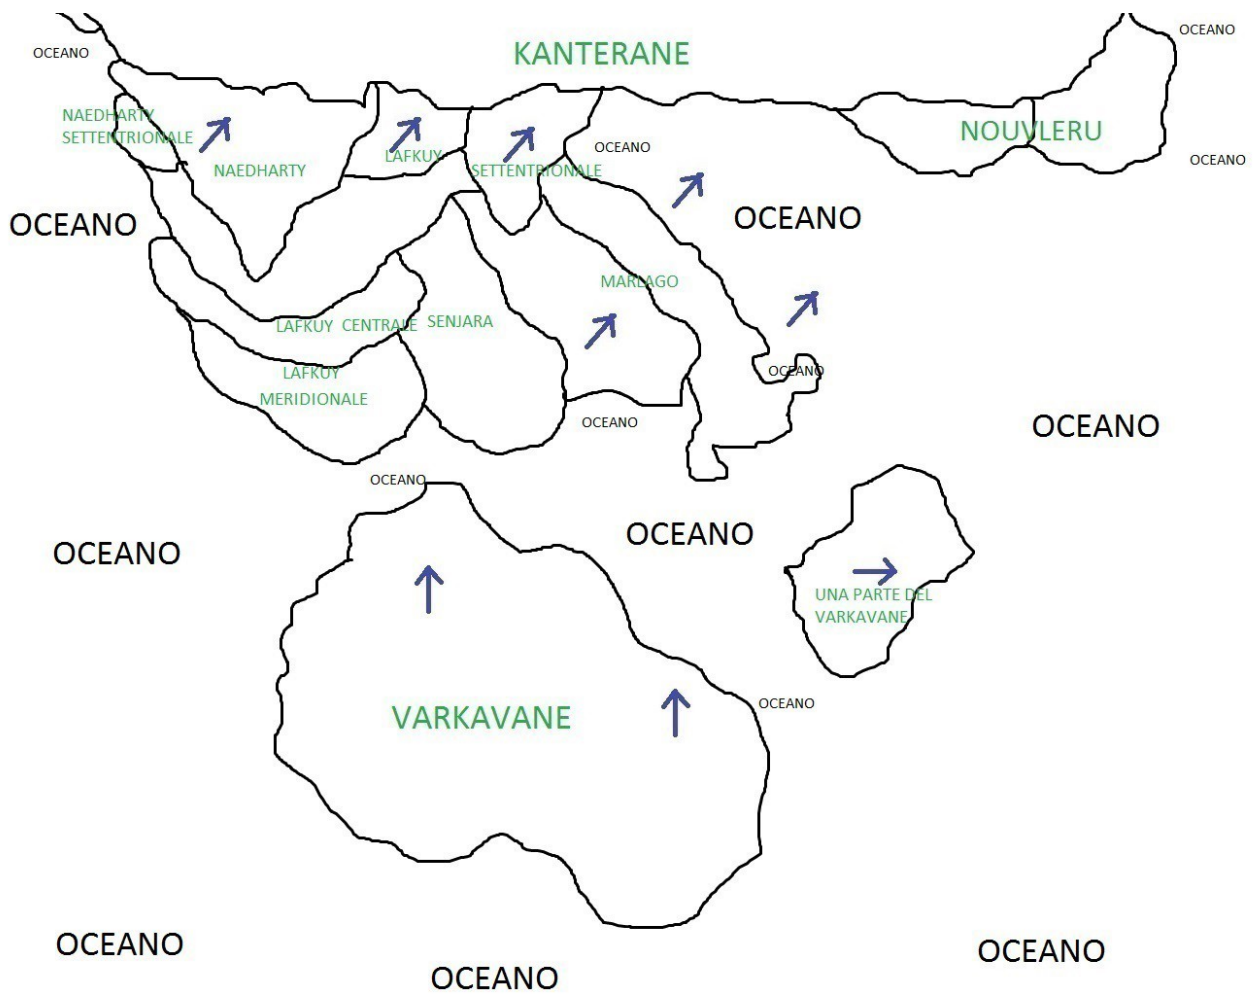 OCEANO
OCEANO
KANTERANE
NAEDHARTY
SETTENTRIONALE
NAEDHARTY
LAFKUY
SETTENTRIONALE
OCEANO
NOUVLERU
OCEANO
OCEANO
OCEANO
MARLAGO
LAFKUY CENTRALE
SENJARA
LAFKUY
MERIDIONALE
OCEANO
OCEANO
OCEANO
OCEANO
OCEANO
OCEANO
UNA PARTE DEL
VARKAVANE
VARKAVANE
OCEANO
OCEANO
OCEANO
OCEANO